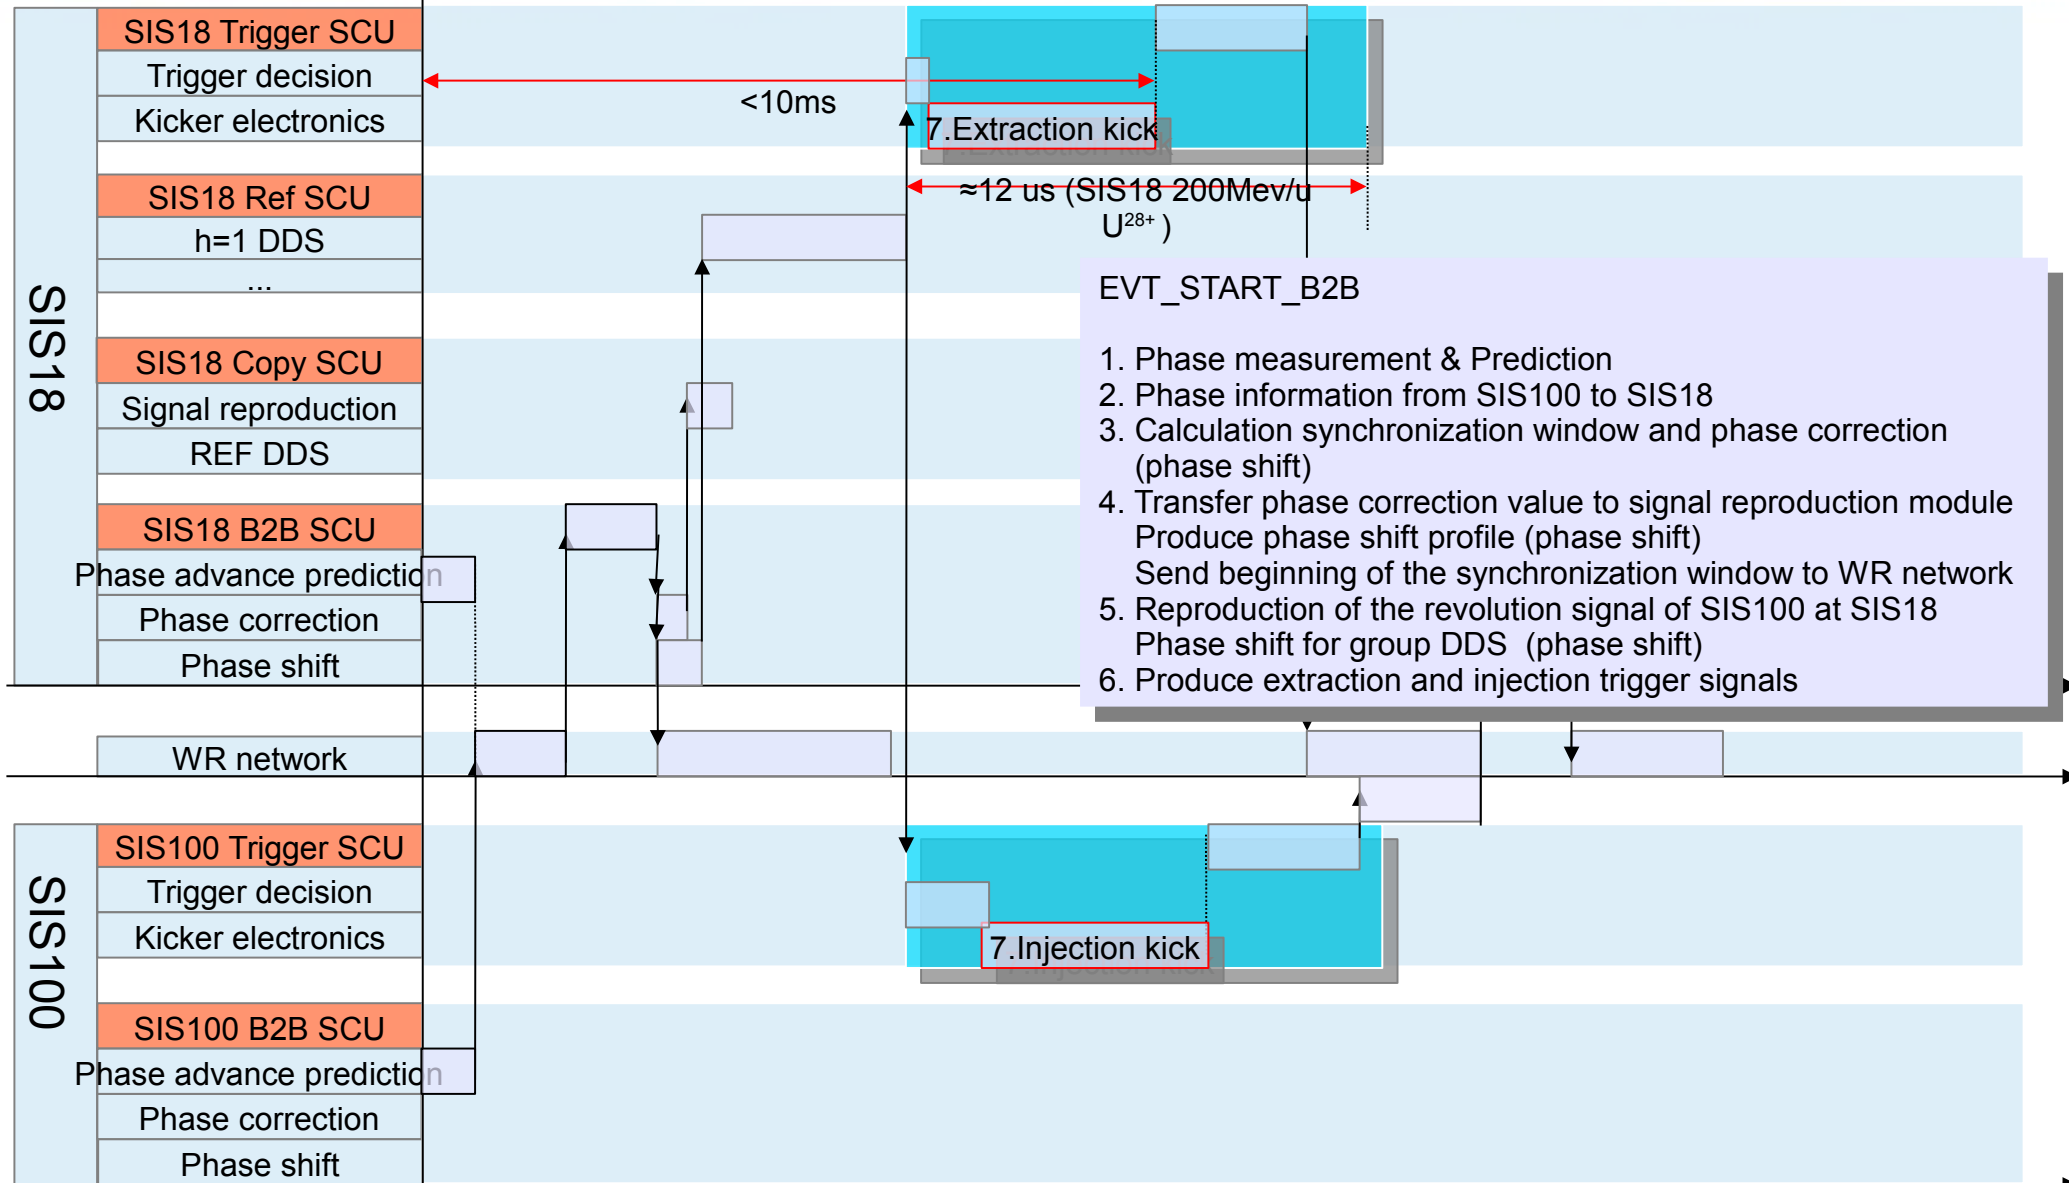 SIS18
SIS18 Trigger SCU
Trigger decision
Kicker electronics
<10ms
7.Extraction kick
≈12 us (SIS18 200Mev/u
U28+ )
SIS18 Ref SCU
h=1 DDS
...
SIS18 Copy SCU
Signal reproduction
REF DDS
SIS18 B2B SCU
Phase advance prediction
Phase correction
Phase shift
EVT_START_B2B
1. Phase measurement & Prediction
2. Phase information from SIS100 to SIS18
3. Calculation synchronization window and phase correction
(phase shift)
4. Transfer phase correction value to signal reproduction module
Produce phase shift profile (phase shift)
Send beginning of the synchronization window to WR network
5. Reproduction of the revolution signal of SIS100 at SIS18
Phase shift for group DDS (phase shift)
6. Produce extraction and injection trigger signals
WR network
SIS100
SIS100 Trigger SCU
Trigger decision
Kicker electronics
7.Injection kick
SIS100 B2B SCU
Phase advance prediction
Phase correction
Phase shift